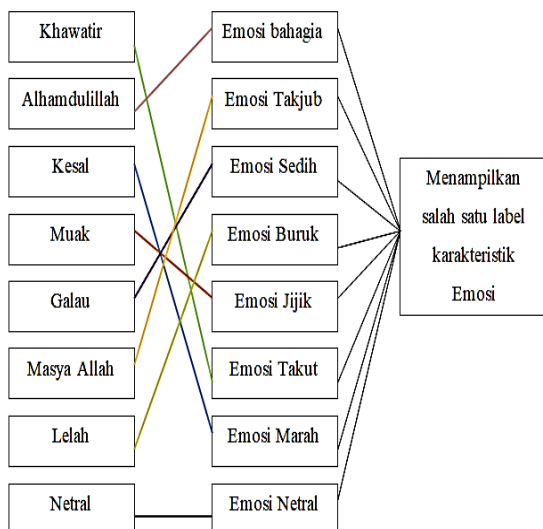 Khawatir
Alhamdulillah
Kesal
Muak
Galau
Masya Allah
Lelah
Netral
Emosi bahagia
Emosi Takjub
Emosi Sedih
Emosi Buruk
Emosi Jijik
Emosi Takut
Emosi Marah
Emosi Netral
Menampilkan
salah satu label
karakteristik
Emosi